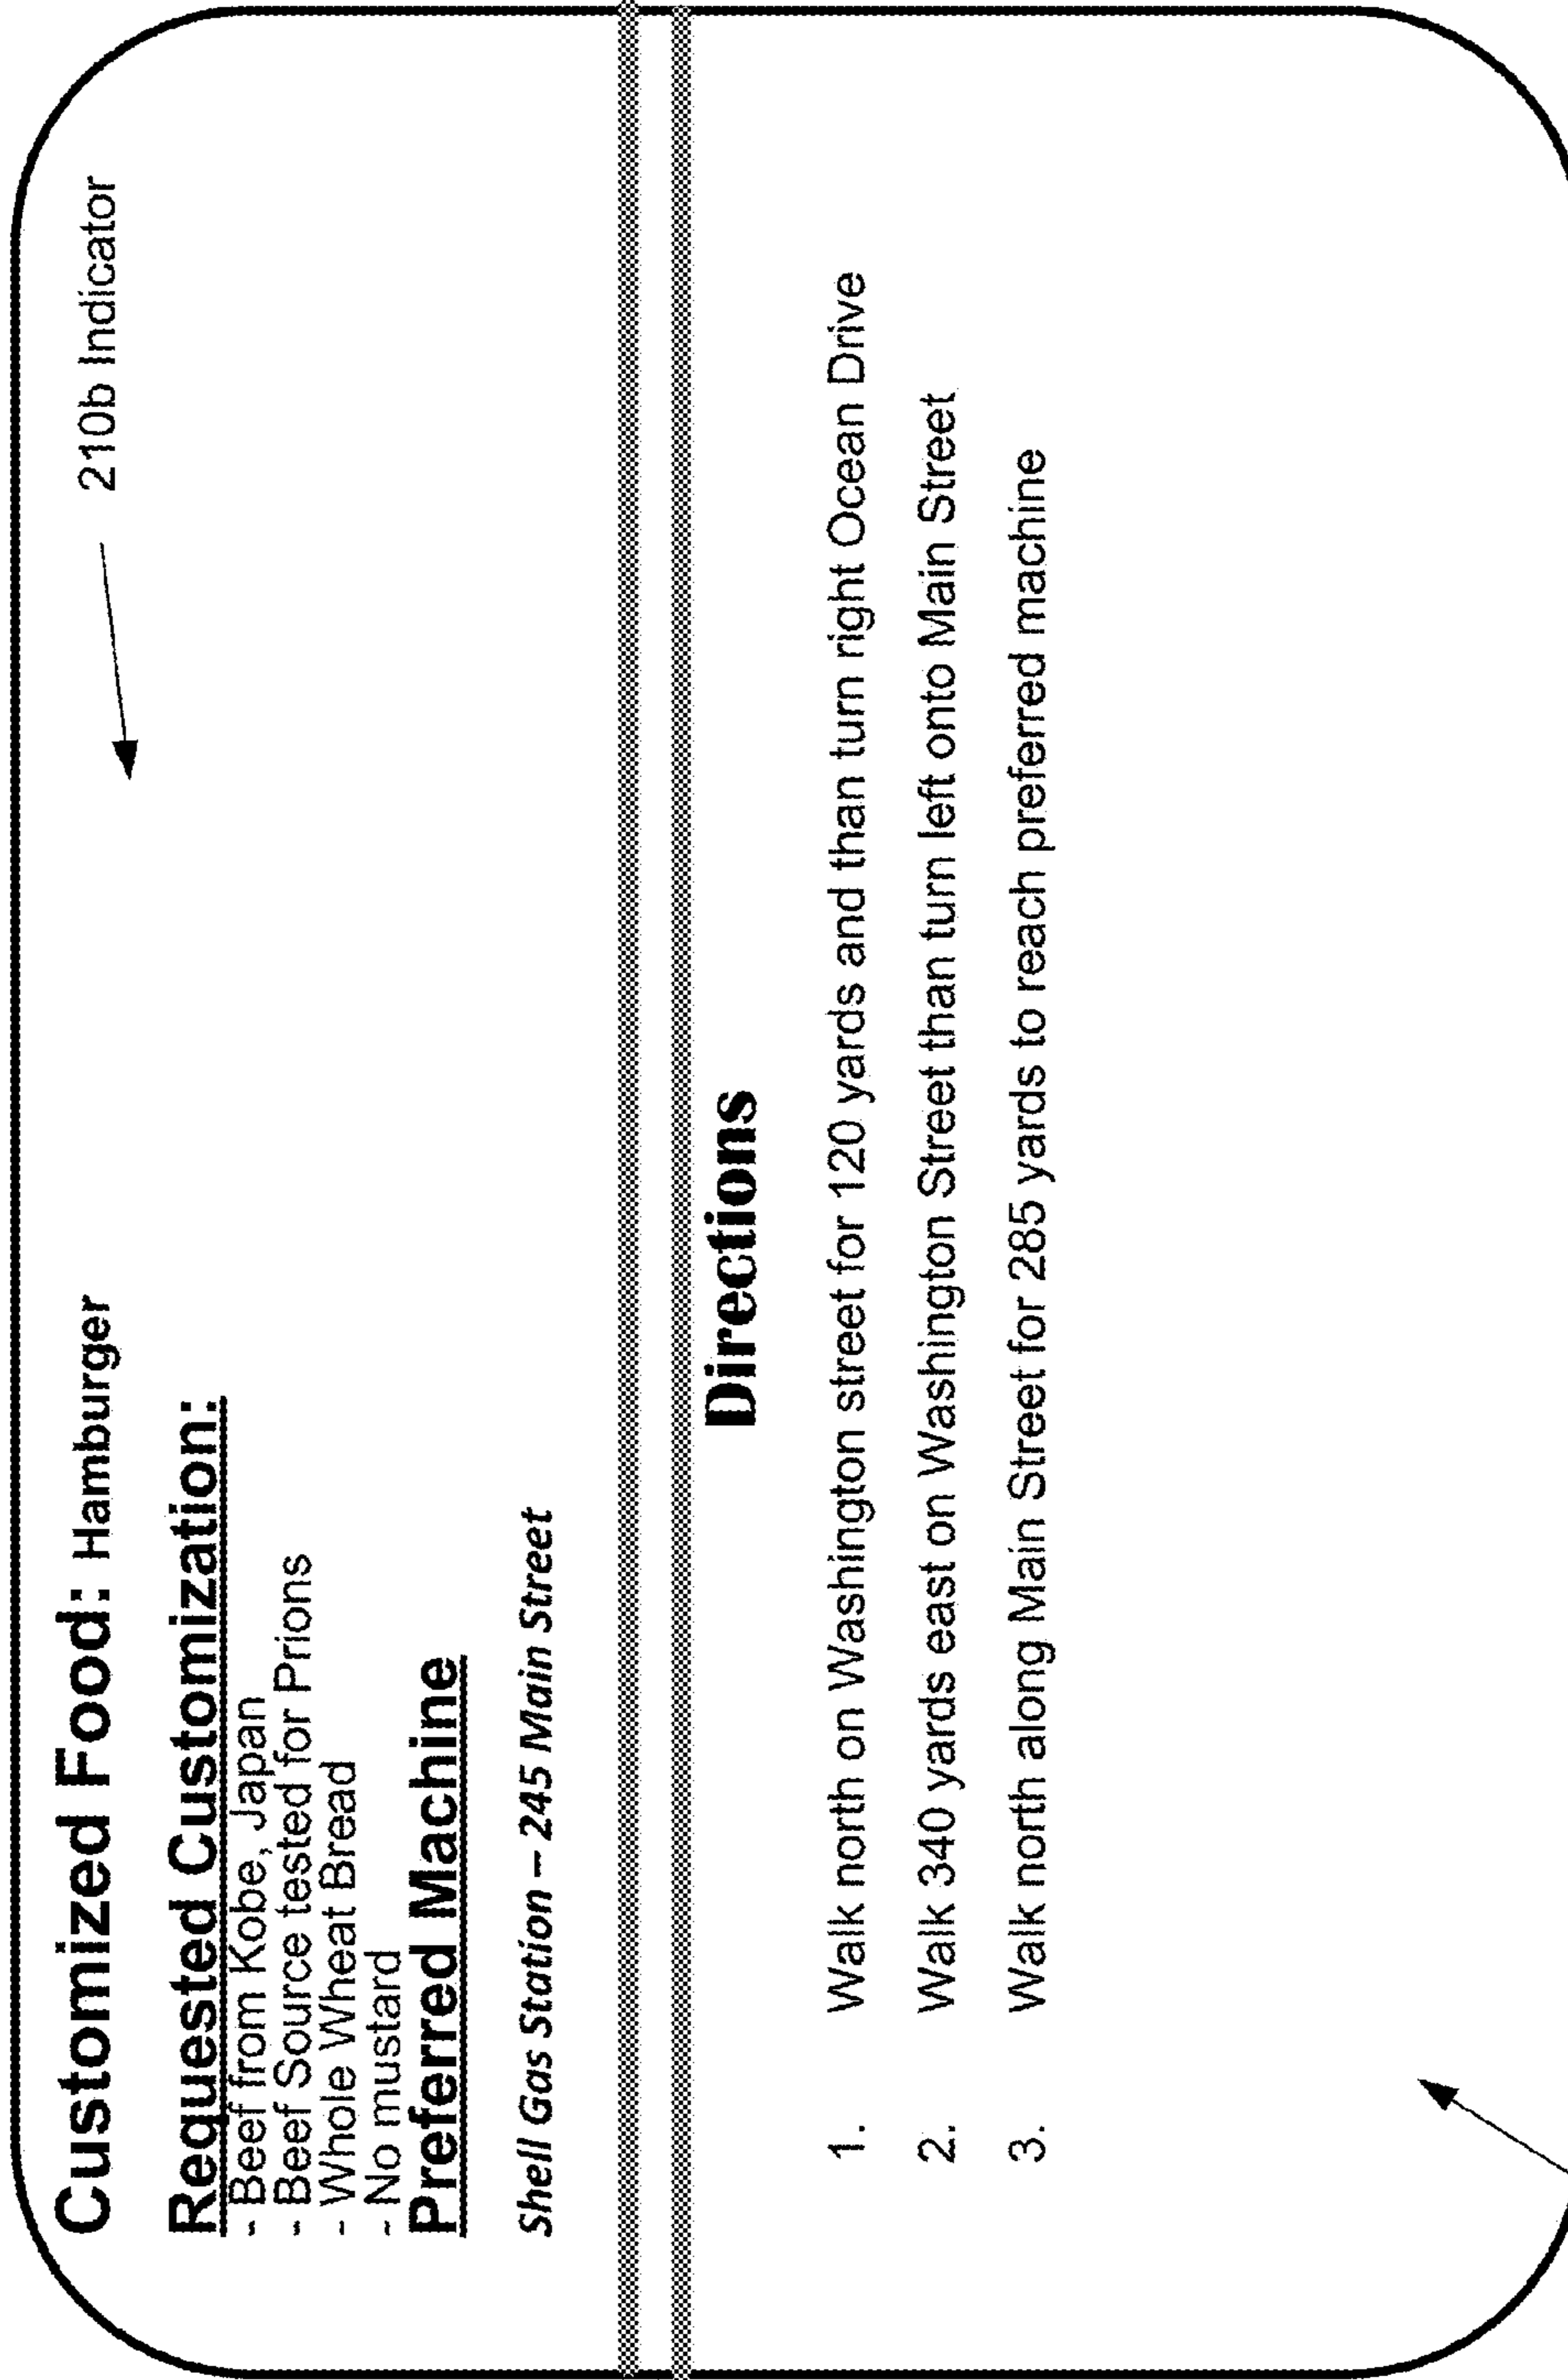 Customized Food: Hamburger
210b Indicator
Requested Customization:
- Beef from Kobe, Japan
- Beef Source tested for Prions
- Whole Wheat Bread
- No mustard
Preferred Machine
Shell Gas Station – 245 Main Street
Directions
1. Walk north on Washington street for 120 yards and than turn right Ocean Drive
2. Walk 340 yards east on Washington Street than turn left onto Main Street
3. Walk north along Main Street for 285 yards to reach preferred machine